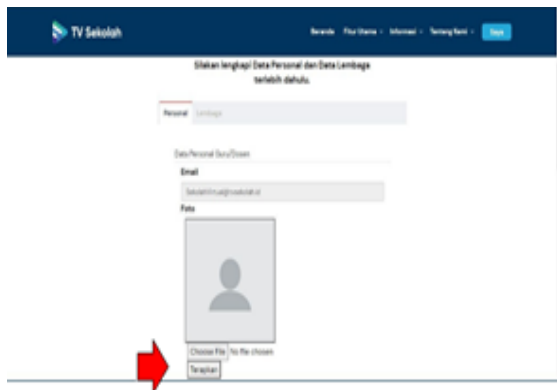 TV Sekolah
Beranda Fitur Utama Informasi Tentang Kami Saya
Silakan lengkapi Data Personal dan Data Lembaga
terlebih dahulu.
Personal Lembaga
Data Personal Guru/Dosen
Email
Foto
Choose File No file chosen
Terapkan